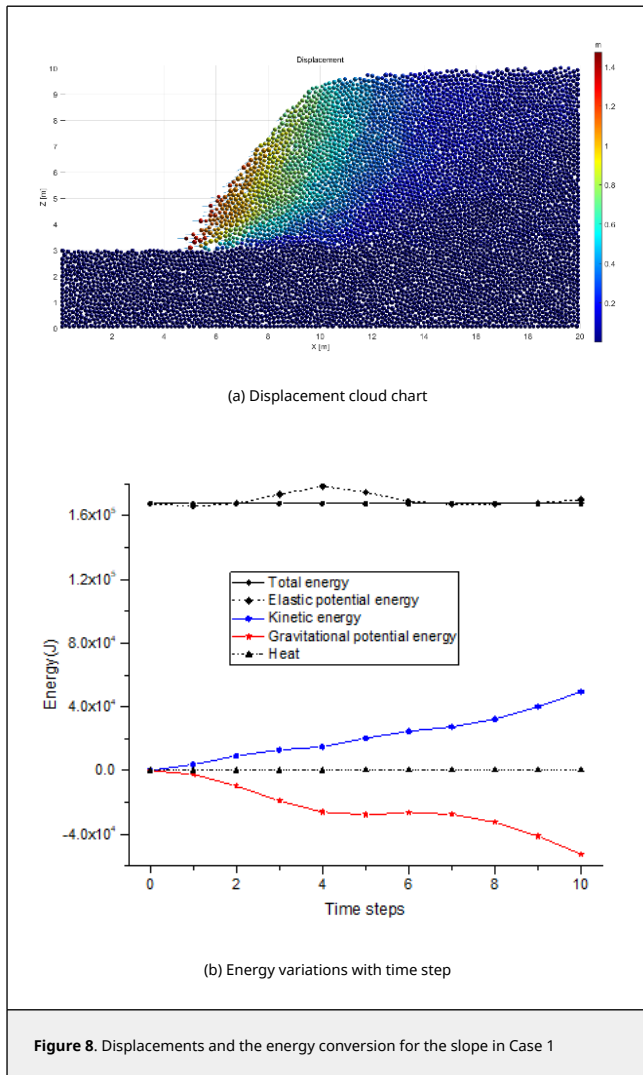 Displacement
m
10
9
8
7
6
5
4
3
2
1
0
Z [m]
2
4
6
8
10
12
14
16
18
20
X [m]
1.4
1.2
1
0.8
0.6
0.4
0.2
(a) Displacement cloud chart
1.6x10⁵
1.2x10⁵
8.0x10⁴
4.0x10⁴
0.0
-4.0x10⁴
Energy(J)
Total energy
Elastic potential energy
Kinetic energy
Gravitational potential energy
Heat
0
2
4
6
8
10
Time steps
(b) Energy variations with time step
Figure 8. Displacements and the energy conversion for the slope in Case 1